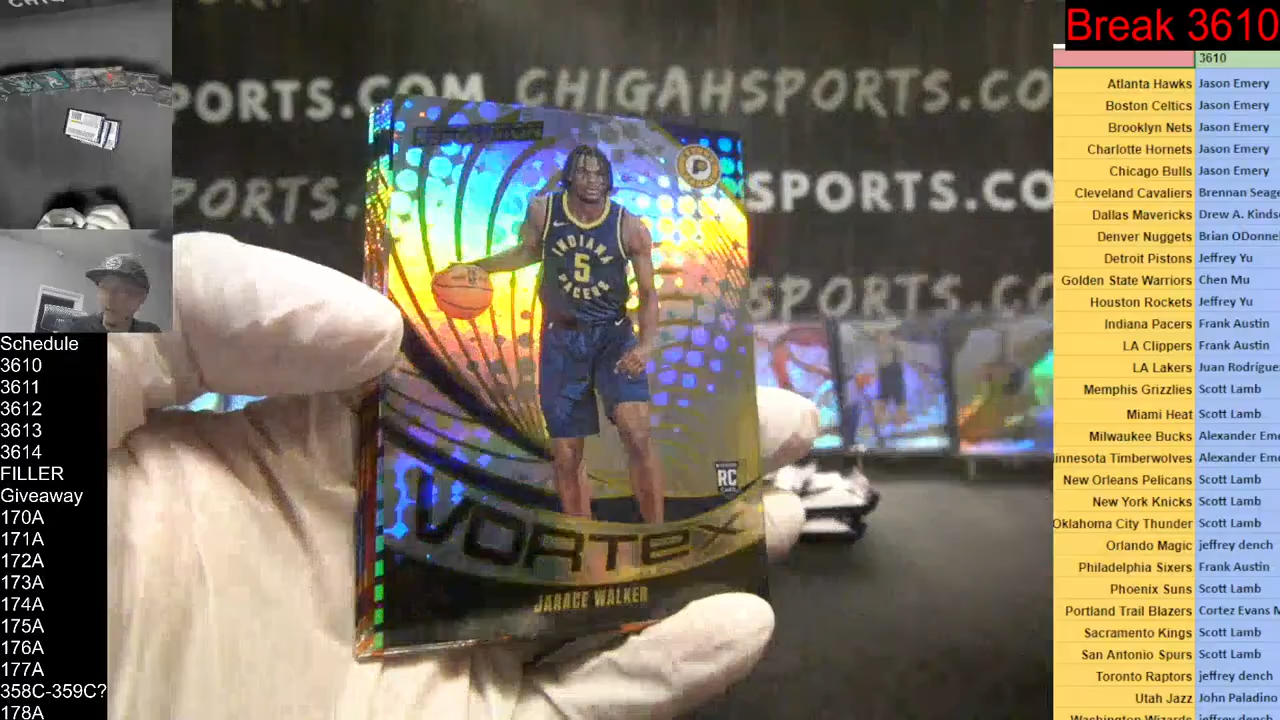 Break 3610
3610
Atlanta Hawks Jason Emery
Boston Celtics Jason Emery
Brooklyn Nets Jason Emery
Charlotte Hornets Jason Emery
Chicago Bulls Jason Emery
Cleveland Cavaliers Brennan Seage
Dallas Mavericks Drew A. Kinds
Denver Nuggets Brian ODonne
Detroit Pistons Jeffrey Yu
Golden State Warriors Chen Mu
Houston Rockets Jeffrey Yu
Indiana Pacers Frank Austin
LA Clippers Frank Austin
LA Lakers Juan Rodrígue
Memphis Grizzlies Scott Lamb
Miami Heat Scott Lamb
Milwaukee Bucks Alexander Eme
innesota Timberwolves Alexander Eme
New Orleans Pelicans Scott Lamb
New York Knicks Scott Lamb
Oklahoma City Thunder Scott Lamb
Orlando Magic jeffrey dench
Philadelphia Sixers Frank Austin
Phoenix Suns Scott Lamb
Portland Trail Blazers Cortez Evans M
Sacramento Kings Scott Lamb
San Antonio Spurs Scott Lamb
Toronto Raptors jeffrey dench
Utah Jazz John Paladino
Washington Wizards jeffrey dench
PORTS.COM CHIGAHSPORTS.CO
PORTS. SPORTS.CO
SPORTS.CO
INDIANA
5
PACERS
RC
VORTEX
JARACE WALKER
Schedule
3610
3611
3612
3613
3614
FILLER
Giveaway
170A
171A
172A
173A
174A
175A
176A
177A
358C-359C?
178A